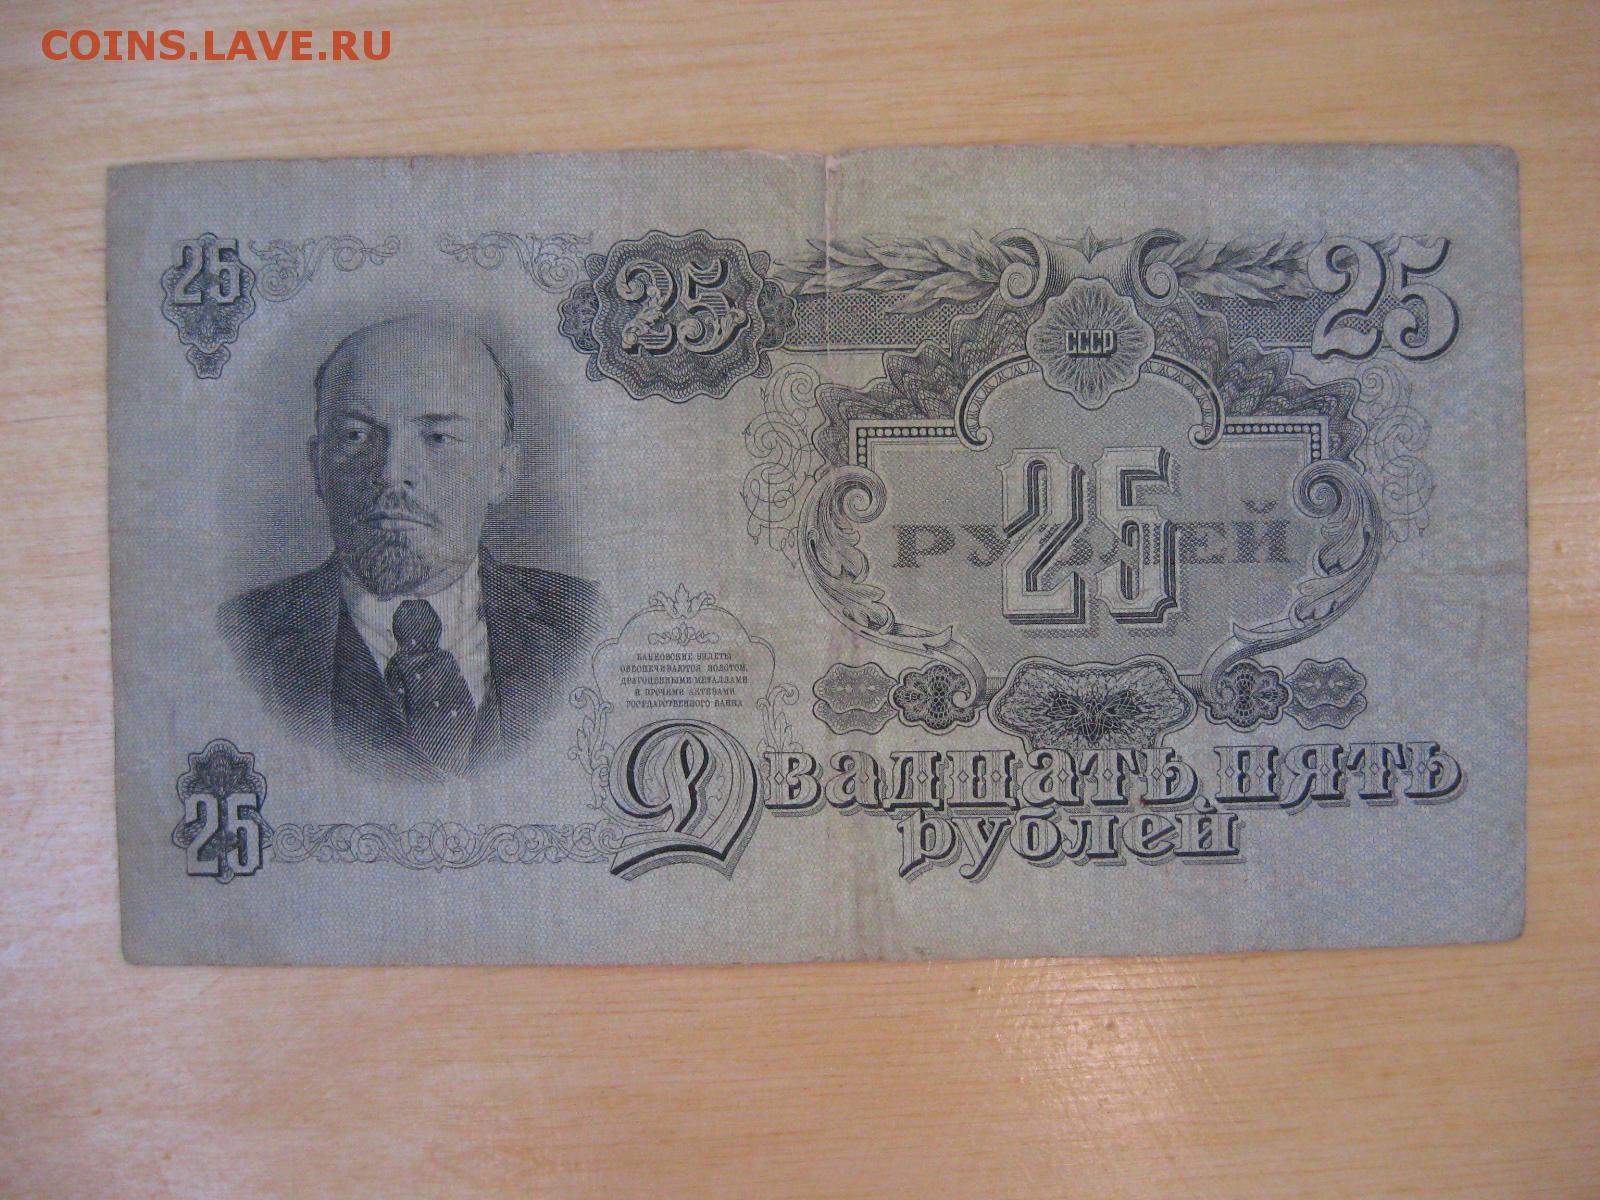 COINS.LAVE.RU
25
25
25
СССР
25
РУБЛЕЙ
БАНКОВСКИЕ БИЛЕТЫ
ОБЕСПЕЧИВАЮТСЯ ЗОЛОТОМ,
ДРАГОЦЕННЫМИ МЕТАЛЛАМИ
И ПРОЧИМИ АКТИВАМИ
ГОСУДАРСТВЕННОГО БАНКА
25
Двадцать пять
рублей